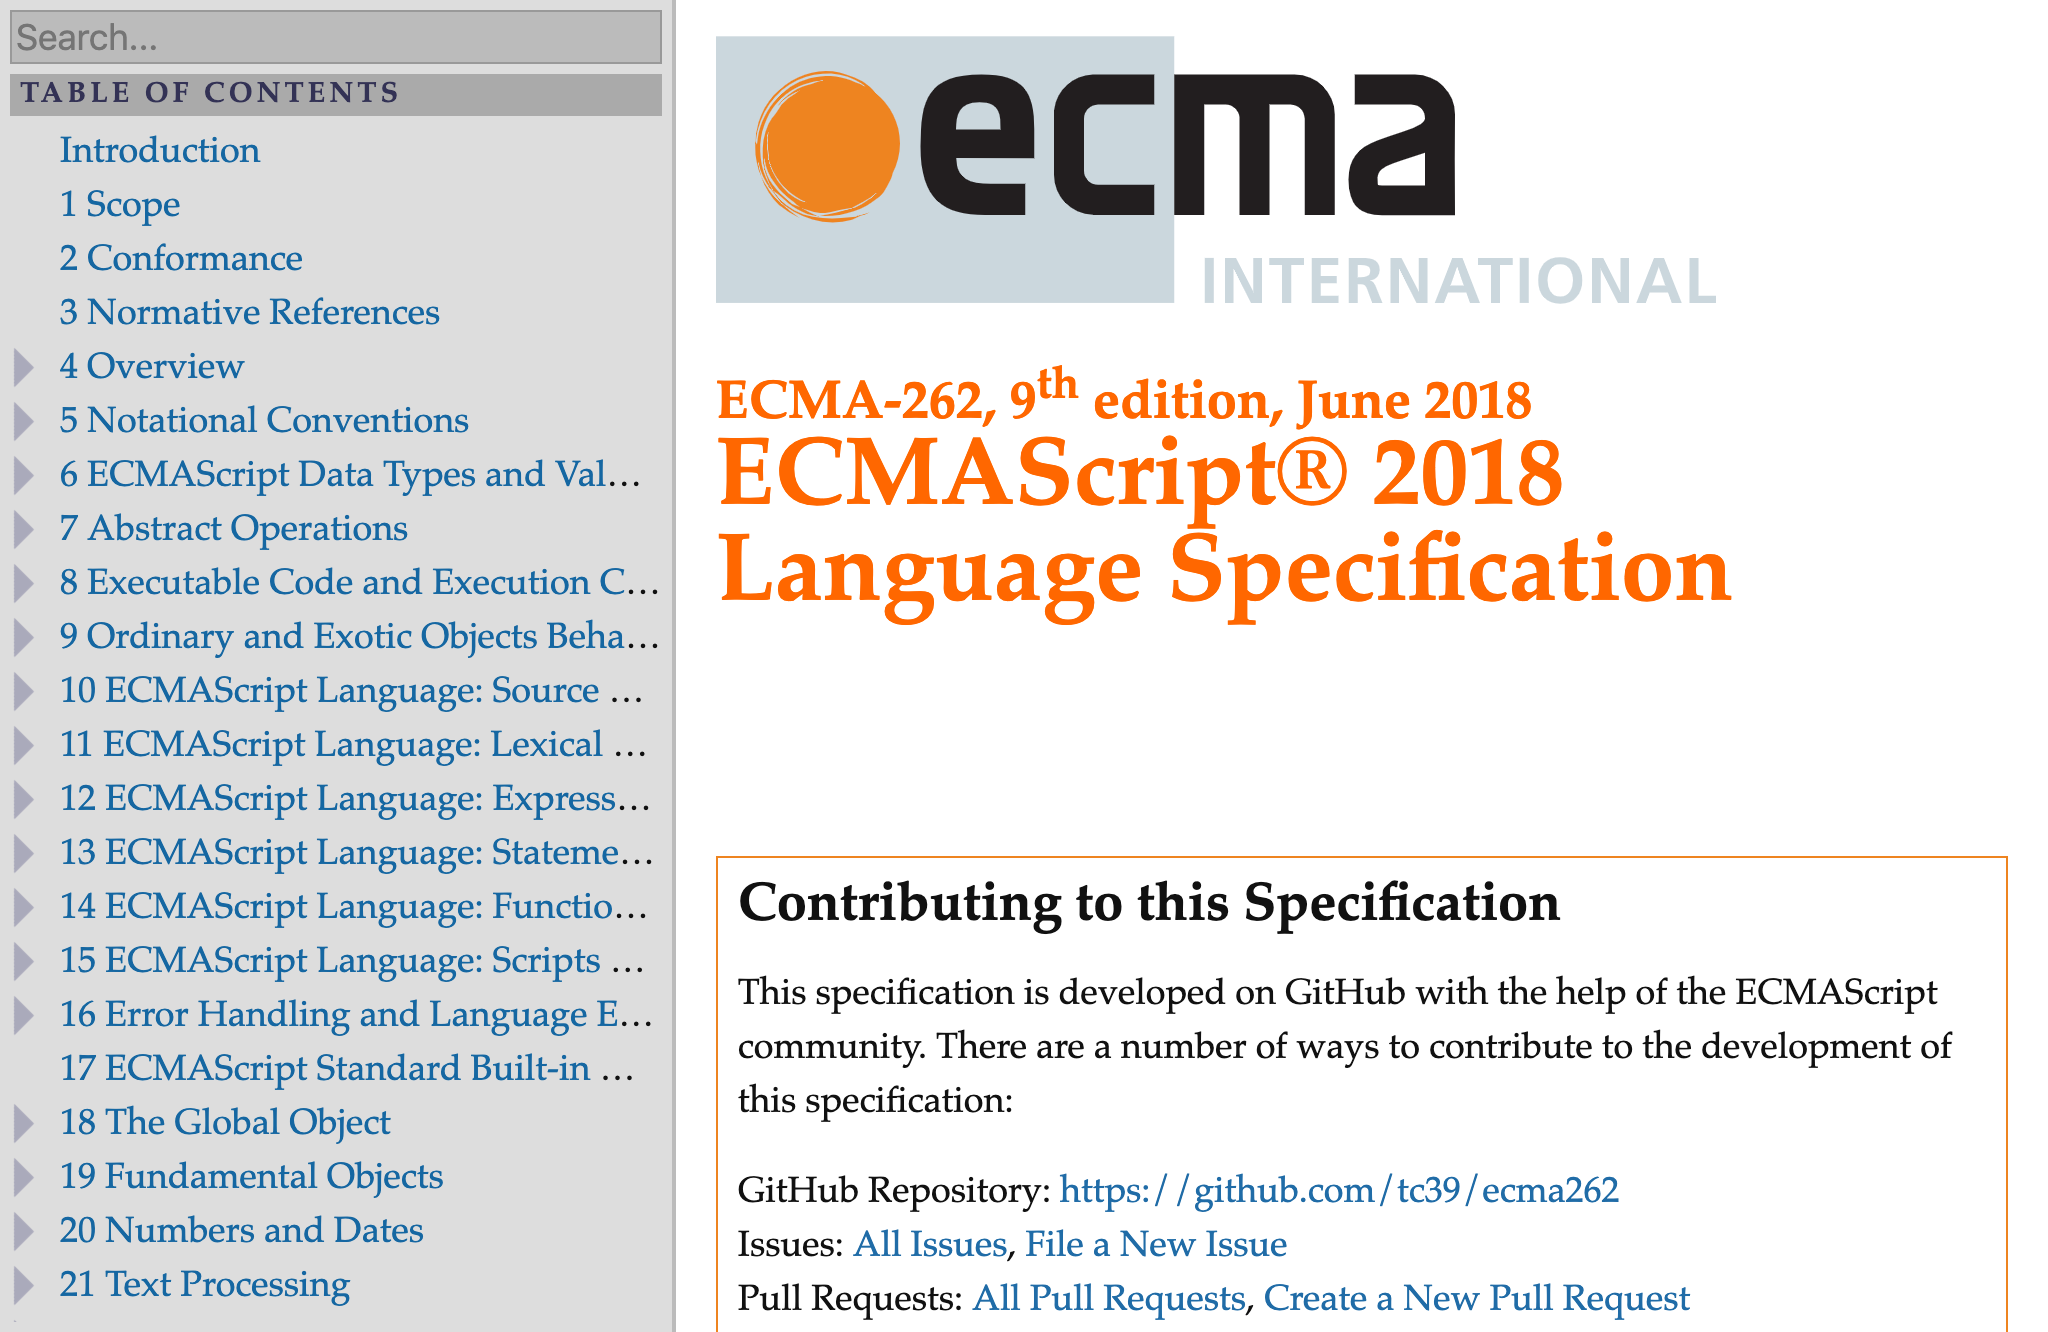 Search...
TABLE OF CONTENTS
Introduction
1 Scope
2 Conformance
3 Normative References
4 Overview
5 Notational Conventions
6 ECMAScript Data Types and Val…
7 Abstract Operations
8 Executable Code and Execution C…
9 Ordinary and Exotic Objects Beha…
10 ECMAScript Language: Source …
11 ECMAScript Language: Lexical …
12 ECMAScript Language: Express…
13 ECMAScript Language: Stateme…
14 ECMAScript Language: Functio…
15 ECMAScript Language: Scripts …
16 Error Handling and Language E…
17 ECMAScript Standard Built-in …
18 The Global Object
19 Fundamental Objects
20 Numbers and Dates
21 Text Processing
ecma
INTERNATIONAL
ECMA-262, 9th edition, June 2018
ECMAScript® 2018
Language Specification
Contributing to this Specification
This specification is developed on GitHub with the help of the ECMAScript
community. There are a number of ways to contribute to the development of
this specification:
GitHub Repository: https://github.com/tc39/ecma262
Issues: All Issues, File a New Issue
Pull Requests: All Pull Requests, Create a New Pull Request